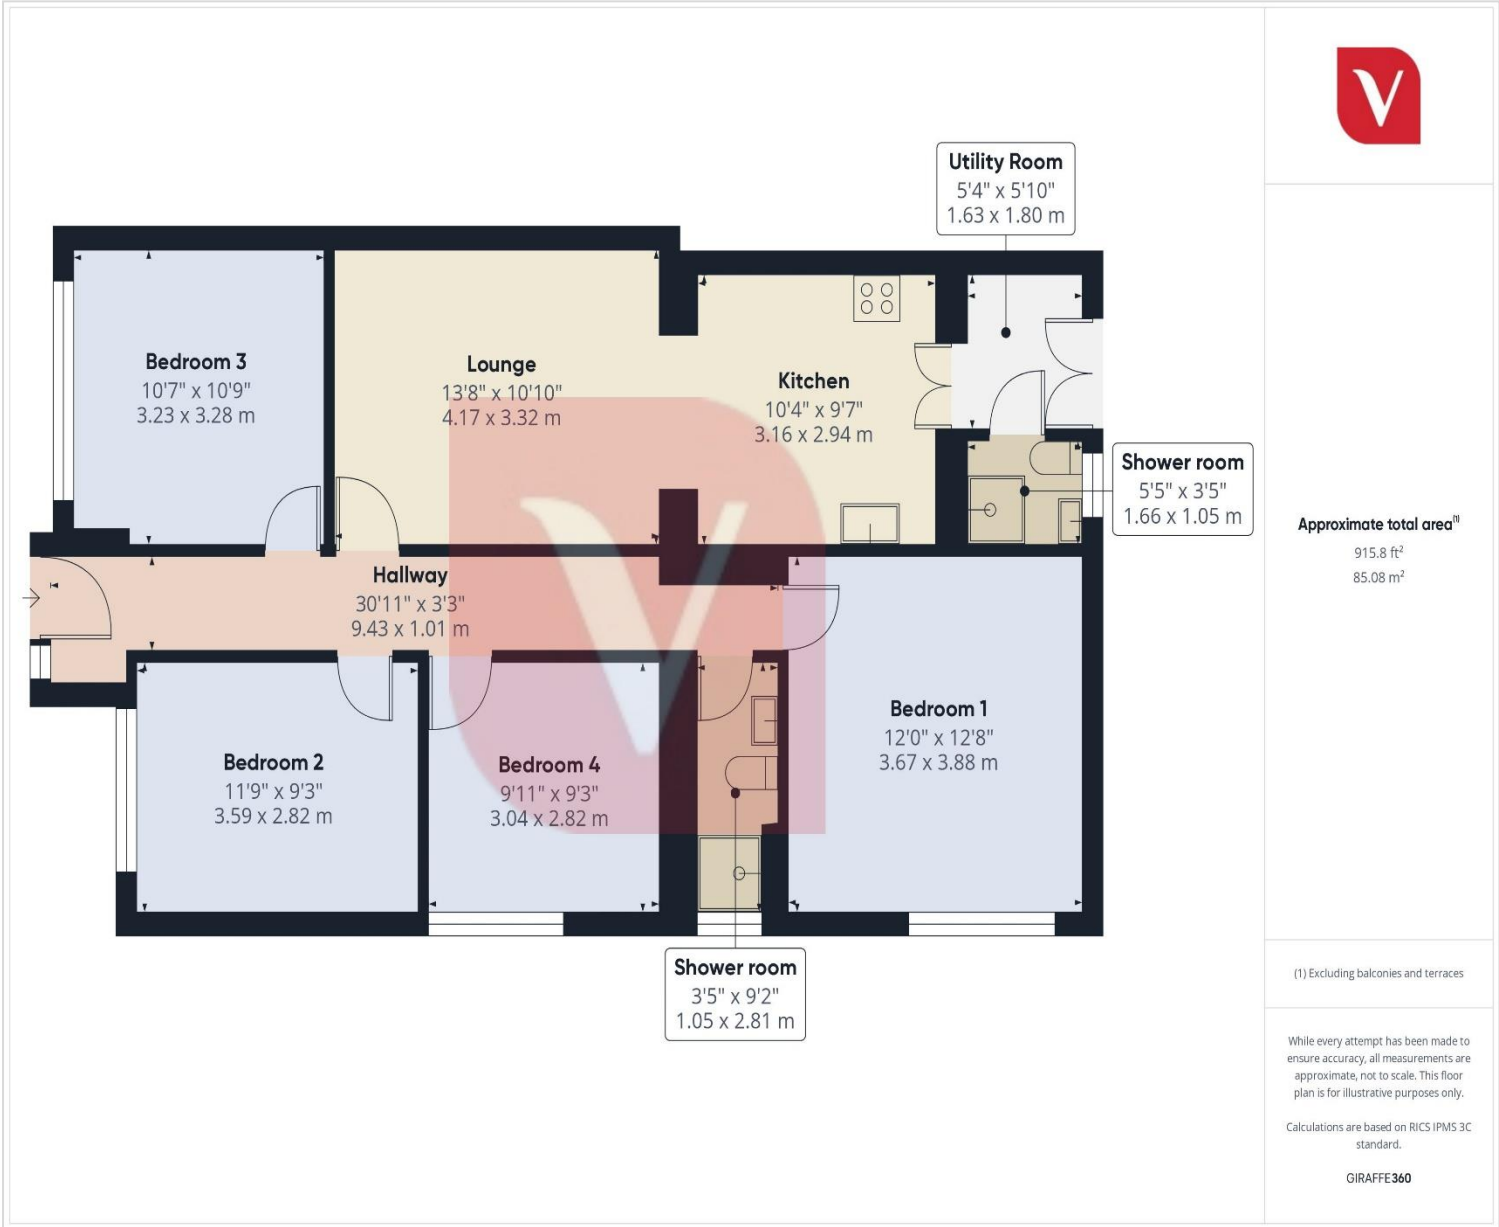 Utility Room
5'4" x 5'10"
1.63 x 1.80 m
Bedroom 3
10'7" x 10'9"
3.23 x 3.28 m
Lounge
13'8" x 10'10"
4.17 x 3.32 m
Kitchen
10'4" x 9'7"
3.16 x 2.94 m
Shower room
5'5" x 3'5"
1.66 x 1.05 m
Hallway
30'11" x 3'3"
9.43 x 1.01 m
Bedroom 2
11'9" x 9'3"
3.59 x 2.82 m
Bedroom 4
9'11" x 9'3"
3.04 x 2.82 m
Bedroom 1
12'0" x 12'8"
3.67 x 3.88 m
Shower room
3'5" x 9'2"
1.05 x 2.81 m
V
Approximate total area⁽¹⁾
915.8 ft²
85.08 m²
(1) Excluding balconies and terraces
While every attempt has been made to
ensure accuracy, all measurements are
approximate, not to scale. This floor
plan is for illustrative purposes only.
Calculations are based on RICS IPMS 3C
standard.
GIRAFFE360